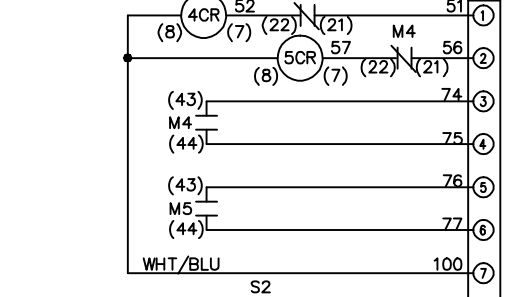 4CR 52 51 1
(8) (7) (22) (21)
M4
5CR 57 56 2
(8) (7) (22) (21)
(43) 74 3
M4
(44) 75 4
(43) 76 5
M5
(44) 77 6
WHT/BLU 100 7
S2